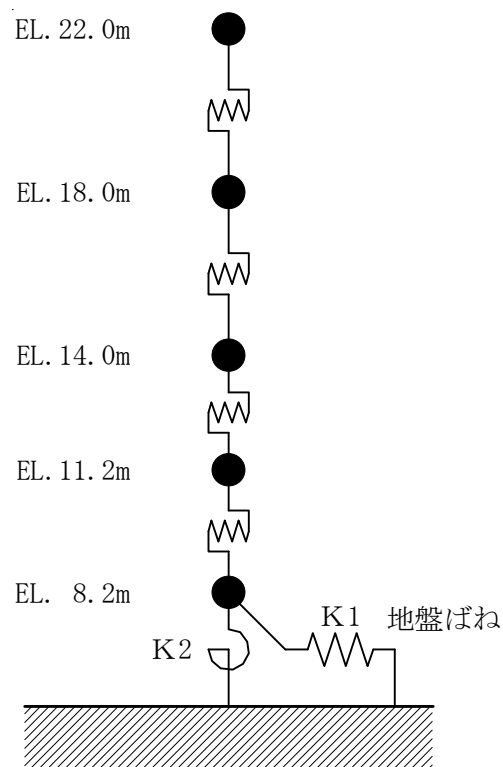 EL.22.0m
EL.18.0m
EL.14.0m
EL.11.2m
EL. 8.2m
K1 地盤ばね
K2